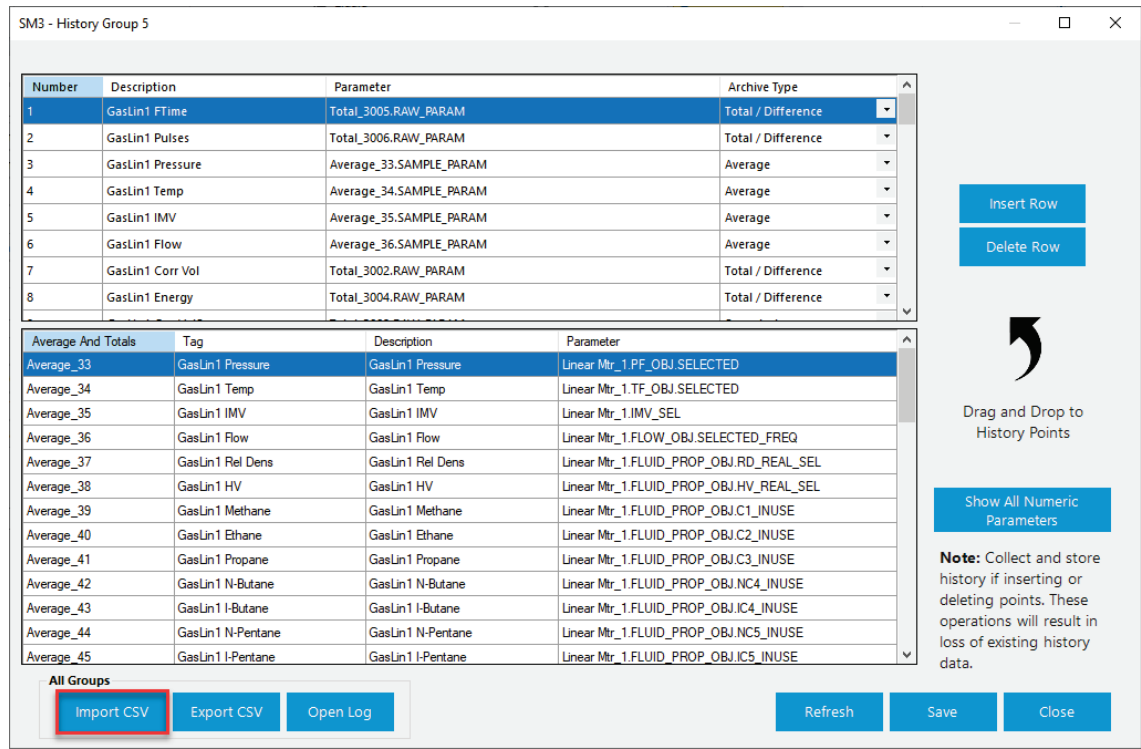 SM3 - History Group 5
Number Description Parameter Archive Type
1 GasLin1 FTime Total_3005.RAW_PARAM Total / Difference
2 GasLin1 Pulses Total_3006.RAW_PARAM Total / Difference
3 GasLin1 Pressure Average_33.SAMPLE_PARAM Average
4 GasLin1 Temp Average_34.SAMPLE_PARAM Average
5 GasLin1 IMV Average_35.SAMPLE_PARAM Average
6 GasLin1 Flow Average_36.SAMPLE_PARAM Average
7 GasLin1 Corr Vol Total_3002.RAW_PARAM Total / Difference
8 GasLin1 Energy Total_3004.RAW_PARAM Total / Difference
Insert Row
Delete Row
Average And Totals Tag Description Parameter
Average_33 GasLin1 Pressure GasLin1 Pressure Linear Mtr_1.PF_OBJ.SELECTED
Average_34 GasLin1 Temp GasLin1 Temp Linear Mtr_1.TF_OBJ.SELECTED
Average_35 GasLin1 IMV GasLin1 IMV Linear Mtr_1.IMV_SEL
Average_36 GasLin1 Flow GasLin1 Flow Linear Mtr_1.FLOW_OBJ.SELECTED_FREQ
Average_37 GasLin1 Rel Dens GasLin1 Rel Dens Linear Mtr_1.FLUID_PROP_OBJ.RD_REAL_SEL
Average_38 GasLin1 HV GasLin1 HV Linear Mtr_1.FLUID_PROP_OBJ.HV_REAL_SEL
Average_39 GasLin1 Methane GasLin1 Methane Linear Mtr_1.FLUID_PROP_OBJ.C1_INUSE
Average_40 GasLin1 Ethane GasLin1 Ethane Linear Mtr_1.FLUID_PROP_OBJ.C2_INUSE
Average_41 GasLin1 Propane GasLin1 Propane Linear Mtr_1.FLUID_PROP_OBJ.C3_INUSE
Average_42 GasLin1 N-Butane GasLin1 N-Butane Linear Mtr_1.FLUID_PROP_OBJ.NC4_INUSE
Average_43 GasLin1 I-Butane GasLin1 I-Butane Linear Mtr_1.FLUID_PROP_OBJ.IC4_INUSE
Average_44 GasLin1 N-Pentane GasLin1 N-Pentane Linear Mtr_1.FLUID_PROP_OBJ.NC5_INUSE
Average_45 GasLin1 I-Pentane GasLin1 I-Pentane Linear Mtr_1.FLUID_PROP_OBJ.IC5_INUSE
Drag and Drop to
History Points
Show All Numeric
Parameters
Note: Collect and store
history if inserting or
deleting points. These
operations will result in
loss of existing history
data.
All Groups
Import CSV Export CSV Open Log Refresh Save Close